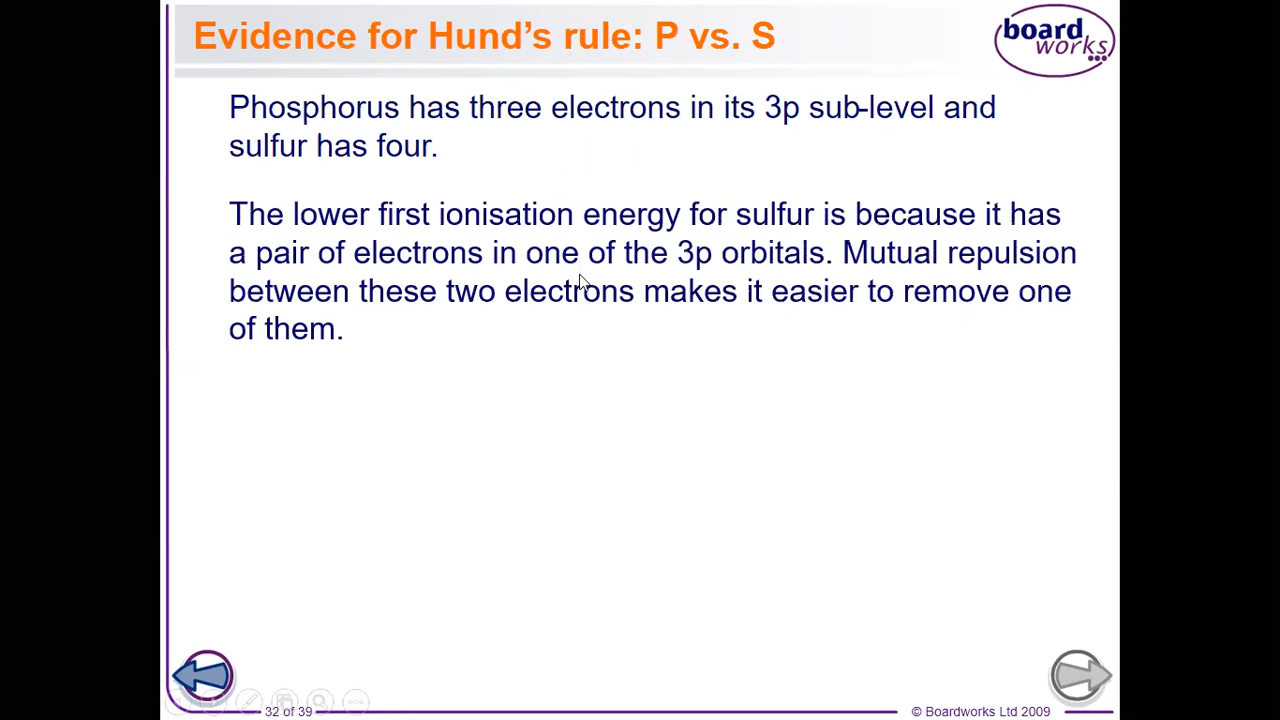 Evidence for Hund's rule: P vs. S
board
works
Phosphorus has three electrons in its 3p sub-level and
sulfur has four.
The lower first ionisation energy for sulfur is because it has
a pair of electrons in one of the 3p orbitals. Mutual repulsion
between these two electrons makes it easier to remove one
of them.
32 of 39
© Boardworks Ltd 2009